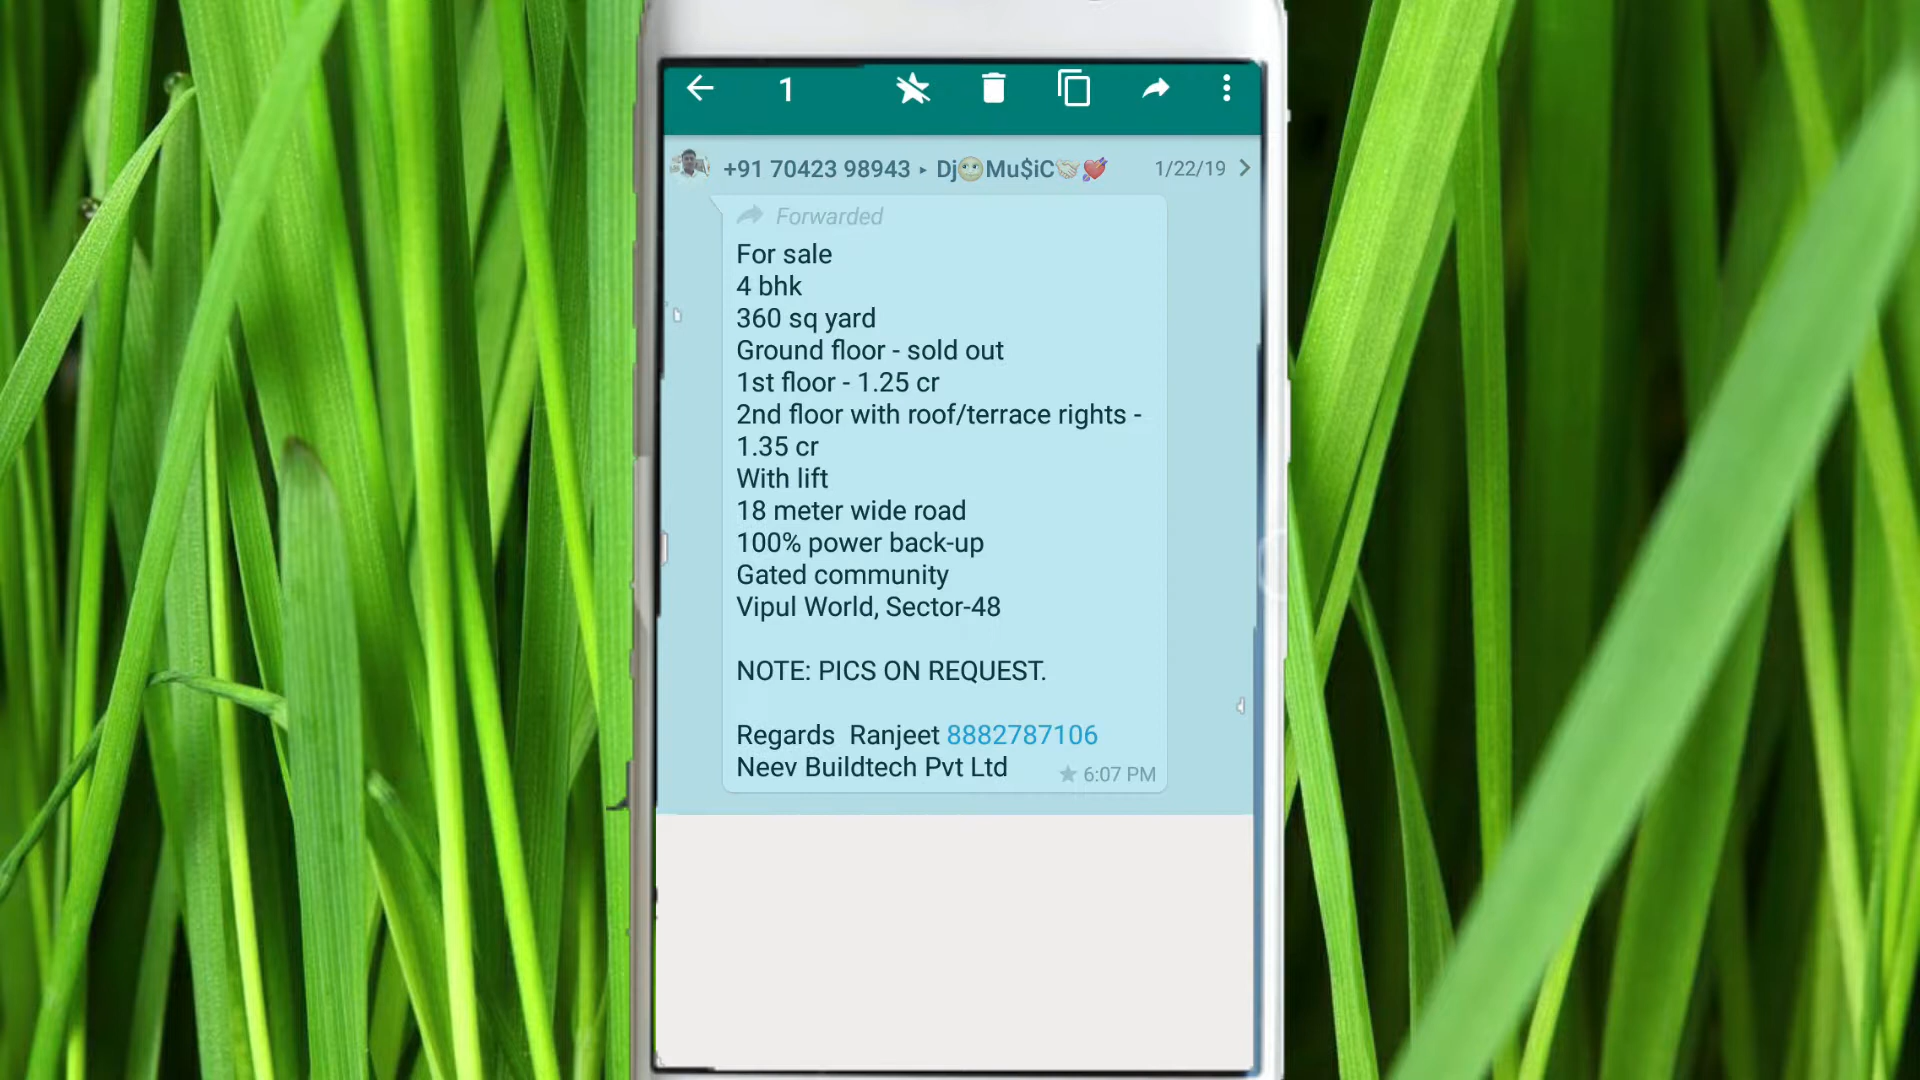 1
+91 70423 98943 ▸ Dj😬Mu$iC🤝💘 1/22/19
Forwarded
For sale
4 bhk
360 sq yard
Ground floor - sold out
1st floor - 1.25 cr
2nd floor with roof/terrace rights -
1.35 cr
With lift
18 meter wide road
100% power back-up
Gated community
Vipul World, Sector-48
NOTE: PICS ON REQUEST.
Regards  Ranjeet 8882787106
Neev Buildtech Pvt Ltd
6:07 PM